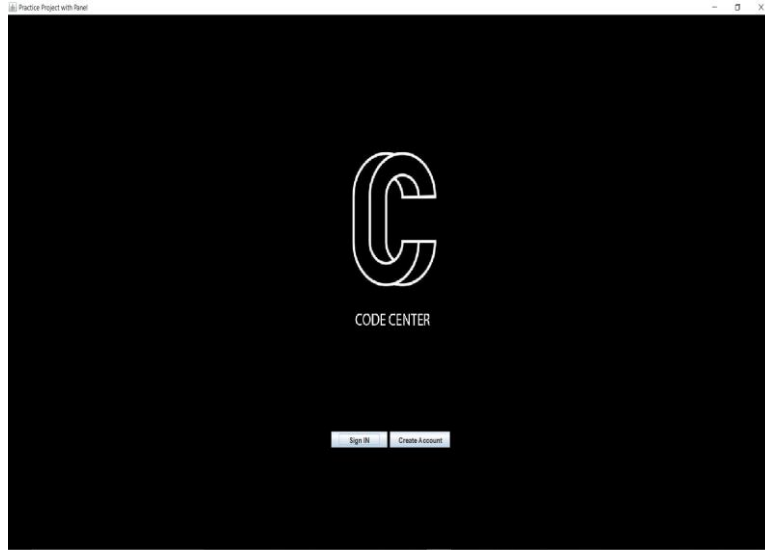 Practice Project with Panel
CODE CENTER
Sign IN
Create Account